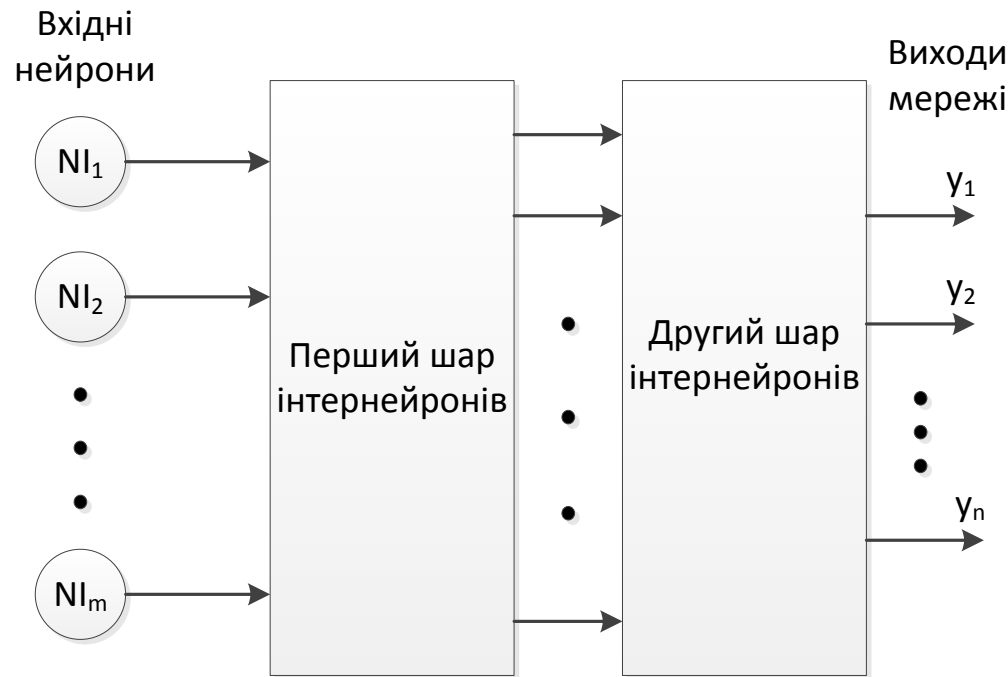 Вхідні
нейрони
NI₁
NI₂
NIₘ
Перший шар
інтернейронів
Другий шар
інтернейронів
Виходи
мережі
y₁
y₂
yₙ